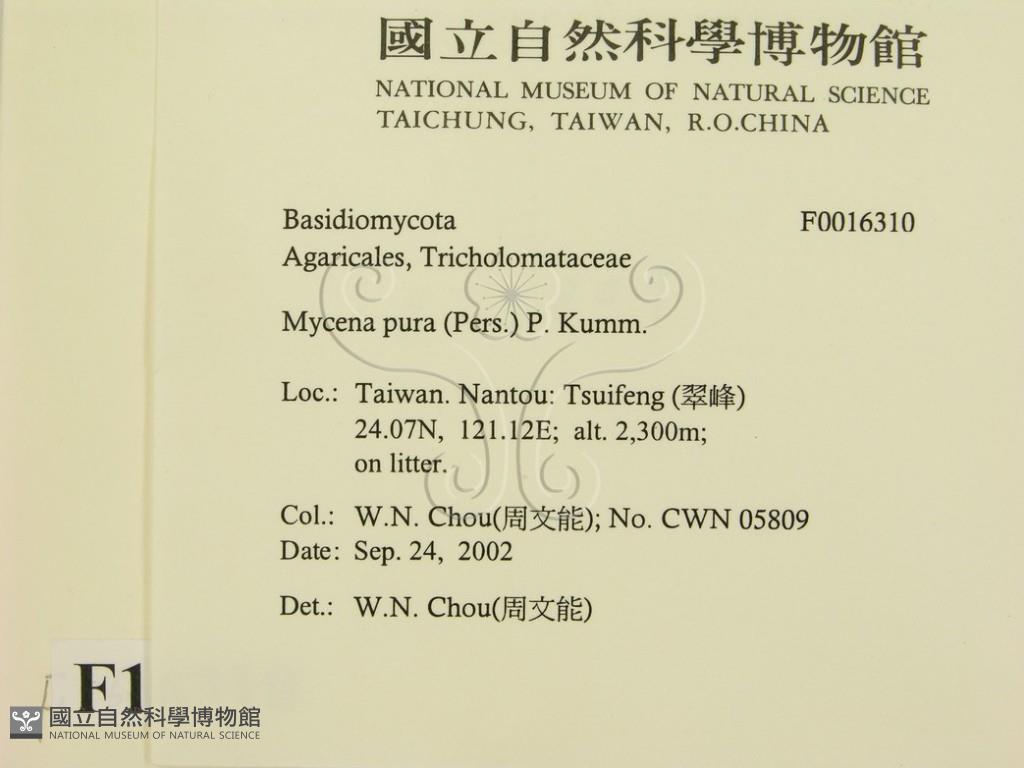 國立自然科學博物館
NATIONAL MUSEUM OF NATURAL SCIENCE
TAICHUNG, TAIWAN, R.O.CHINA
Basidiomycota F0016310
Agaricales, Tricholomataceae
Mycena pura (Pers.) P. Kumm.
Loc.: Taiwan. Nantou: Tsuifeng (翠峰)
24.07N, 121.12E; alt. 2,300m;
on litter.
Col.: W.N. Chou(周文能); No. CWN 05809
Date: Sep. 24, 2002
Det.: W.N. Chou(周文能)
F1
國立自然科學博物館
NATIONAL MUSEUM OF NATURAL SCIENCE